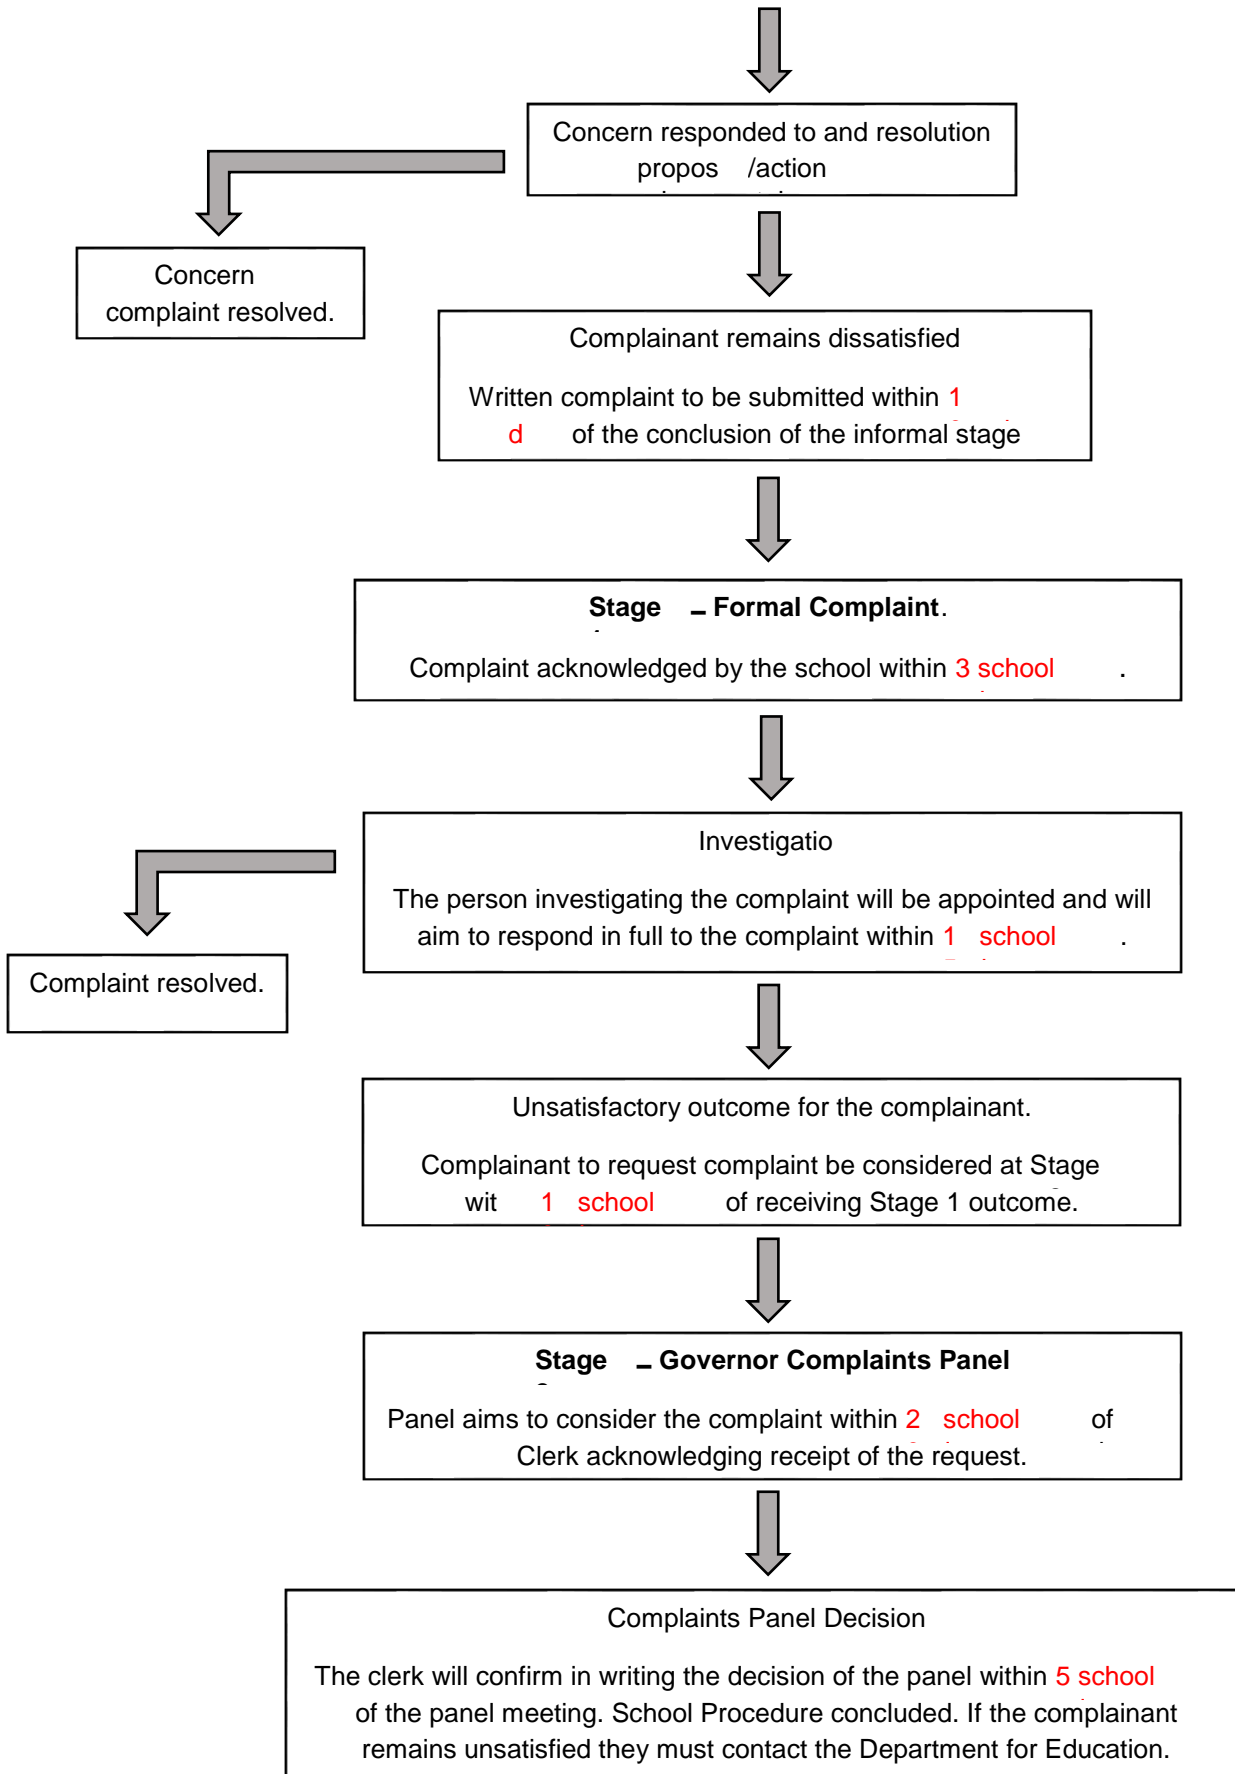 Concern responded to and resolution
propos /action
Concern
complaint resolved.
Complainant remains dissatisfied
Written complaint to be submitted within 1
d of the conclusion of the informal stage
Stage – Formal Complaint.
Complaint acknowledged by the school within 3 school .
Investigatio
The person investigating the complaint will be appointed and will
aim to respond in full to the complaint within 1 school .
Complaint resolved.
Unsatisfactory outcome for the complainant.
Complainant to request complaint be considered at Stage
wit 1 school of receiving Stage 1 outcome.
Stage – Governor Complaints Panel
Panel aims to consider the complaint within 2 school of
Clerk acknowledging receipt of the request.
Complaints Panel Decision
The clerk will confirm in writing the decision of the panel within 5 school
of the panel meeting. School Procedure concluded. If the complainant
remains unsatisfied they must contact the Department for Education.